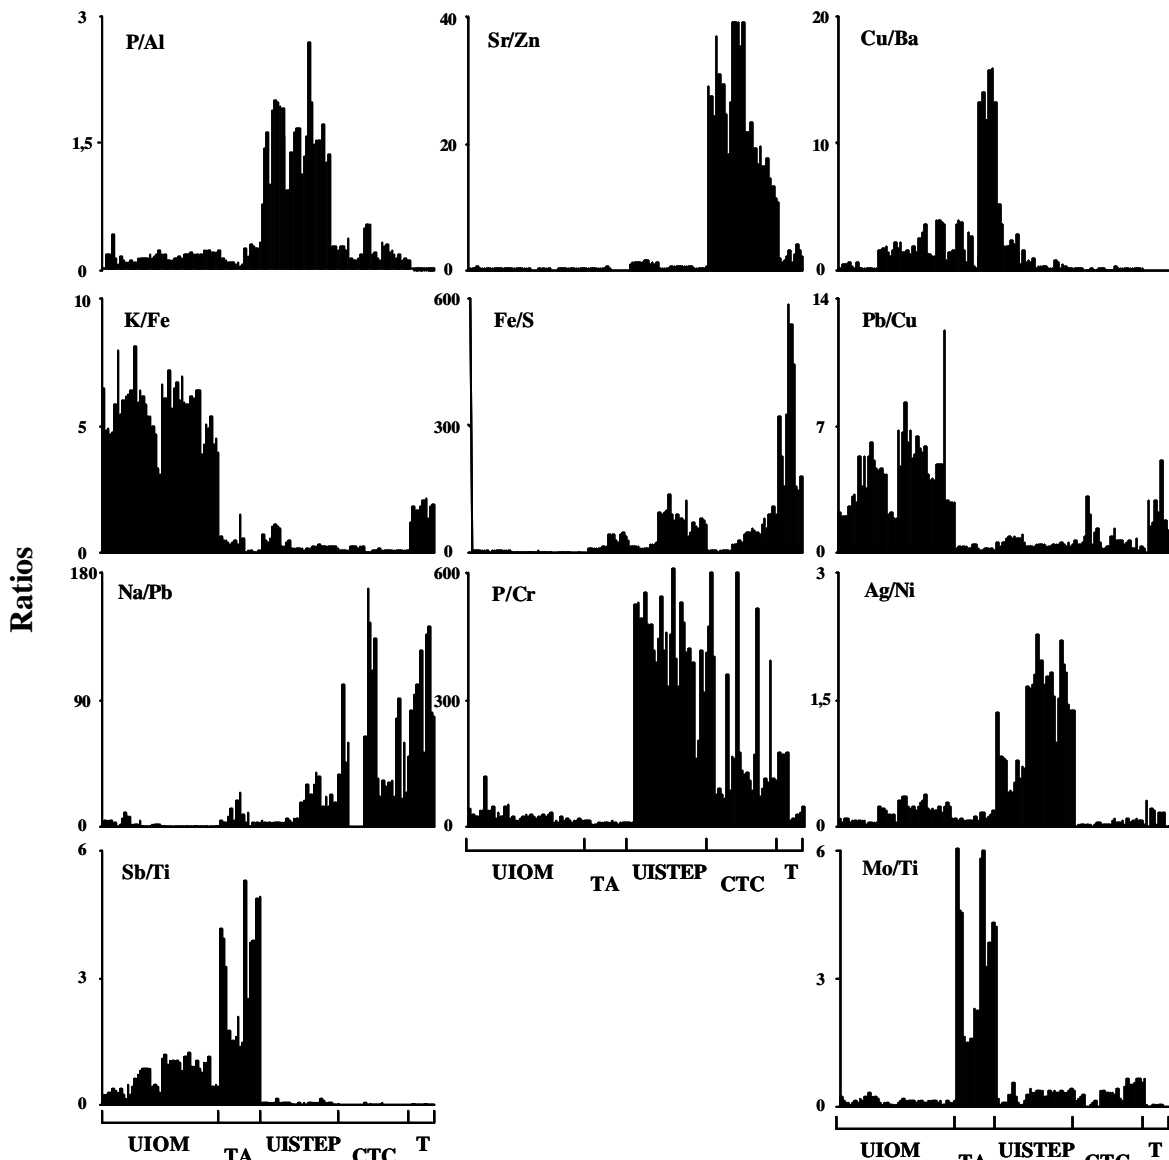 3
P/Al
1,5
0
40
Sr/Zn
20
0
20
Cu/Ba
10
0
10
K/Fe
5
0
600
Fe/S
300
0
14
Pb/Cu
7
0
Ratios
180
Na/Pb
90
0
600
P/Cr
300
0
3
Ag/Ni
1,5
0
UIOM
TA
UISTEP
CTC
T
6
Sb/Ti
3
0
UIOM
TA
UISTEP
CTC
T
6
Mo/Ti
3
0
UIOM
TA
UISTEP
CTC
T